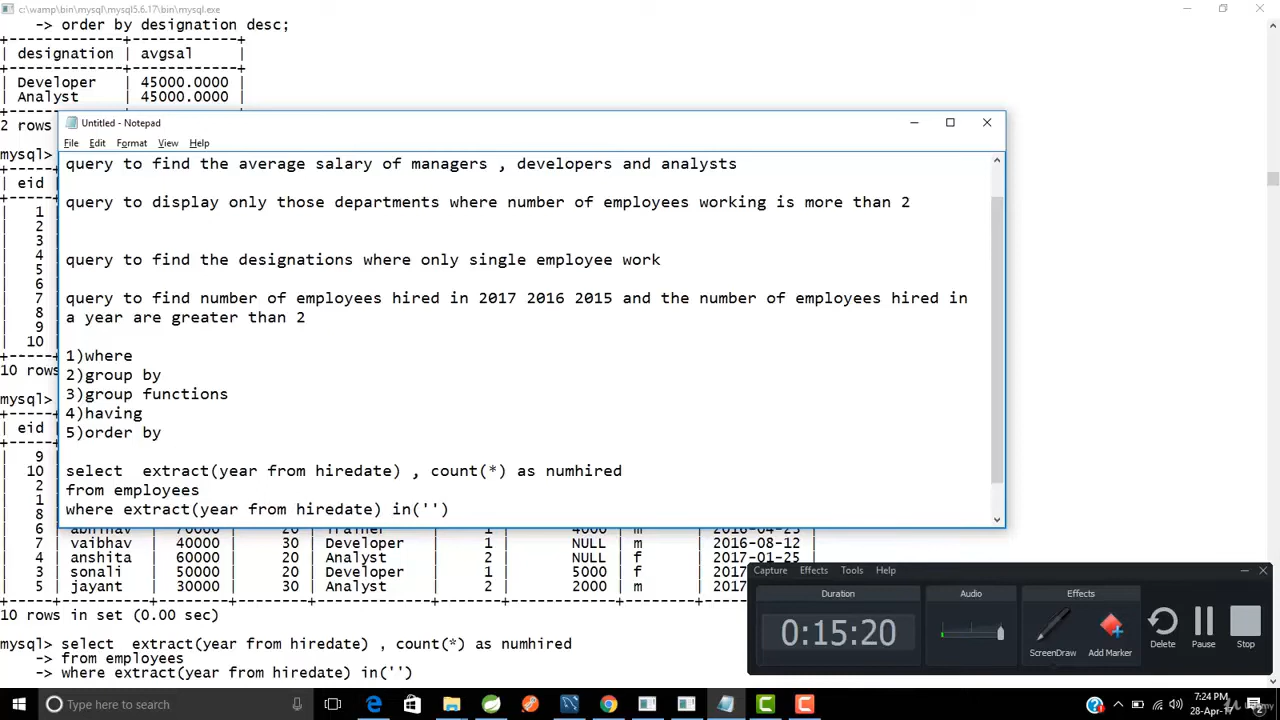 c:\wamp\bin\mysql\mysql5.6.17\bin\mysql.exe
-> order by designation desc;
| designation | avgsal |
| Developer | 45000.0000 |
| Analyst | 45000.0000 |
2 rows
mysql>
| eid
| 1
| 2
| 3
| 4
| 5
| 6
| 7
| 8
| 9
| 10
10 rows
mysql>
| eid
| 9
| 10
| 2
| 1
| 8
Untitled - Notepad
File Edit Format View Help
query to find the average salary of managers , developers and analysts
query to display only those departments where number of employees working is more than 2
query to find the designations where only single employee work
query to find number of employees hired in 2017 2016 2015 and the number of employees hired in
a year are greater than 2
1)where
2)group by
3)group functions
4)having
5)order by
select  extract(year from hiredate) , count(*) as numhired
from employees
where extract(year from hiredate) in('')
| 6 | abhihav | 70000 | 20 | Trainer | 1 | 4000 | m | 2016-04-23 |
| 7 | vaibhav | 40000 | 30 | Developer | 1 | NULL | m | 2016-08-12 |
| 4 | anshita | 60000 | 20 | Analyst | 2 | NULL | f | 2017-01-25 |
| 3 | sonali | 50000 | 20 | Developer | 1 | 5000 | f | 2017
| 5 | jayant | 30000 | 30 | Analyst | 2 | 2000 | m | 2017
10 rows in set (0.00 sec)
mysql> select  extract(year from hiredate) , count(*) as numhired
-> from employees
-> where extract(year from hiredate) in('')
Capture Effects Tools Help
Duration Audio Effects
0:15:20
ScreenDraw Add Marker Delete Pause Stop
Type here to search
7:24 PM
28-Apr-17